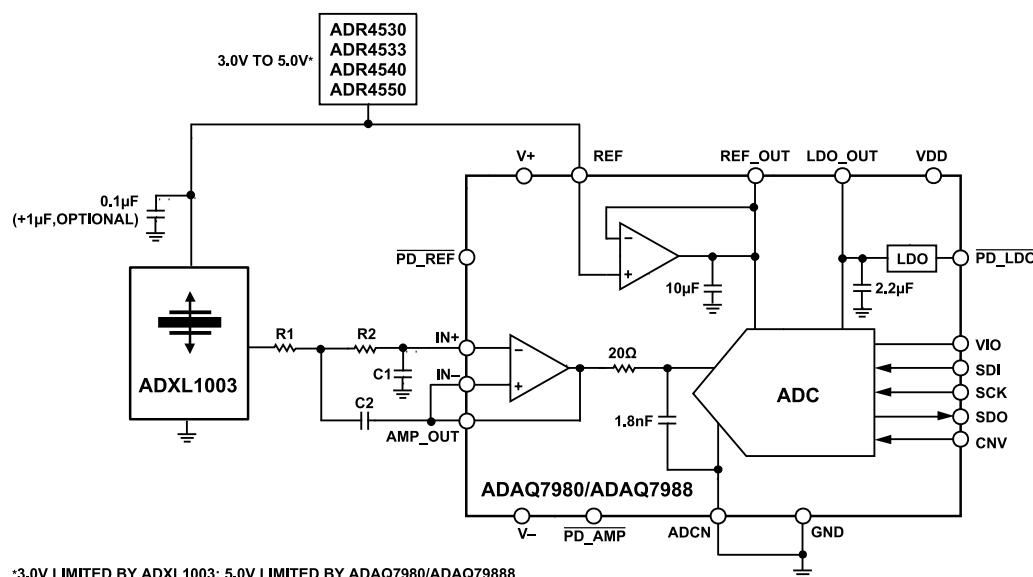 ADR4530
ADR4533
ADR4540
ADR4550
3.0V TO 5.0V*
V+
REF
REF_OUT
LDO_OUT
VDD
0.1µF
(+1µF,OPTIONAL)
PD_REF
LDO
PD_LDO
10µF
2.2µF
ADXL1003
R1
R2
IN+
C1
IN–
C2
AMP_OUT
20Ω
1.8nF
ADC
VIO
SDI
SCK
SDO
CNV
ADAQ7980/ADAQ7988
V–
PD_AMP
ADCN
GND
*3.0V LIMITED BY ADXL1003; 5.0V LIMITED BY ADAQ7980/ADAQ79888